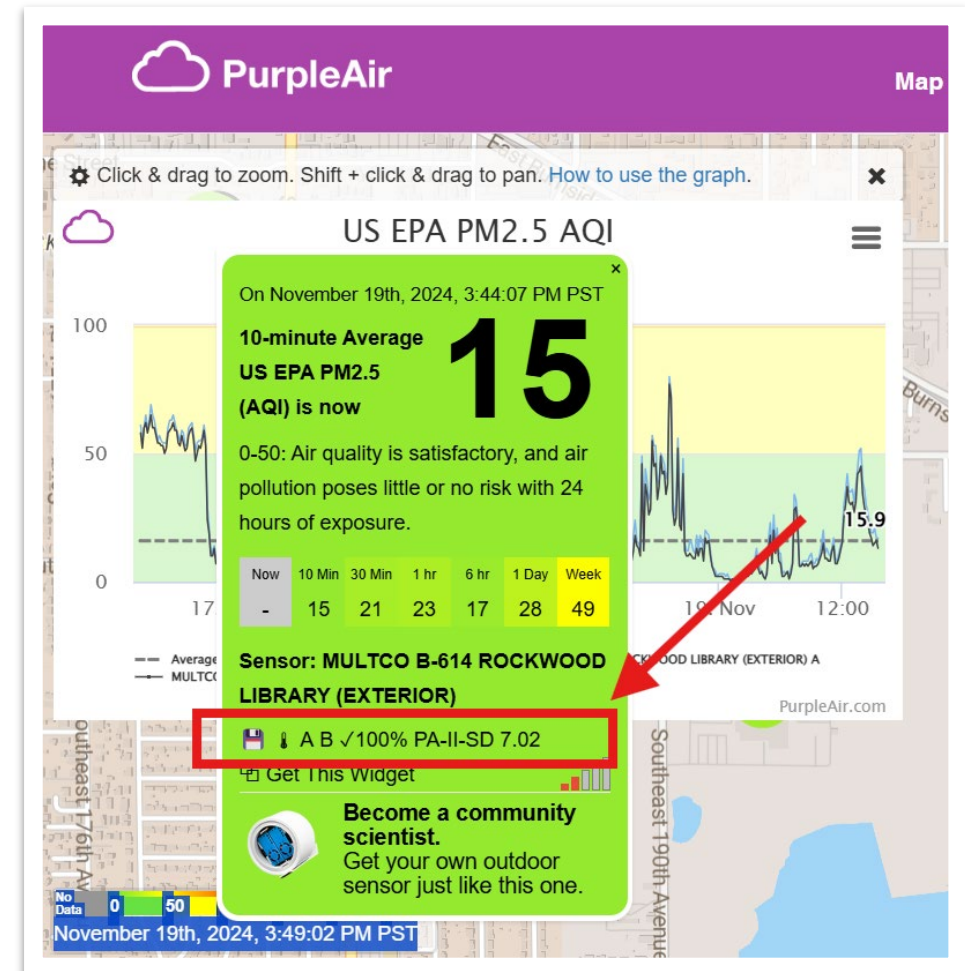 PurpleAir
Map
Click & drag to zoom. Shift + click & drag to pan. How to use the graph.
US EPA PM2.5 AQI
On November 19th, 2024, 3:44:07 PM PST
10-minute Average
US EPA PM2.5
(AQI) is now
15
0-50: Air quality is satisfactory, and air
pollution poses little or no risk with 24
hours of exposure.
Now 10 Min 30 Min 1 hr 6 hr 1 Day Week
- 15 21 23 17 28 49
Sensor: MULTCO B-614 ROCKWOOD
LIBRARY (EXTERIOR)
A B √100% PA-II-SD 7.02
Get This Widget
Become a community
scientist.
Get your own outdoor
sensor just like this one.
100
50
0
15.9
17
19. Nov
12:00
Average
LIBRARY (EXTERIOR) A
PurpleAir.com
Southeast 190th Avenue
No
Data
0
50
November 19th, 2024, 3:49:02 PM PST